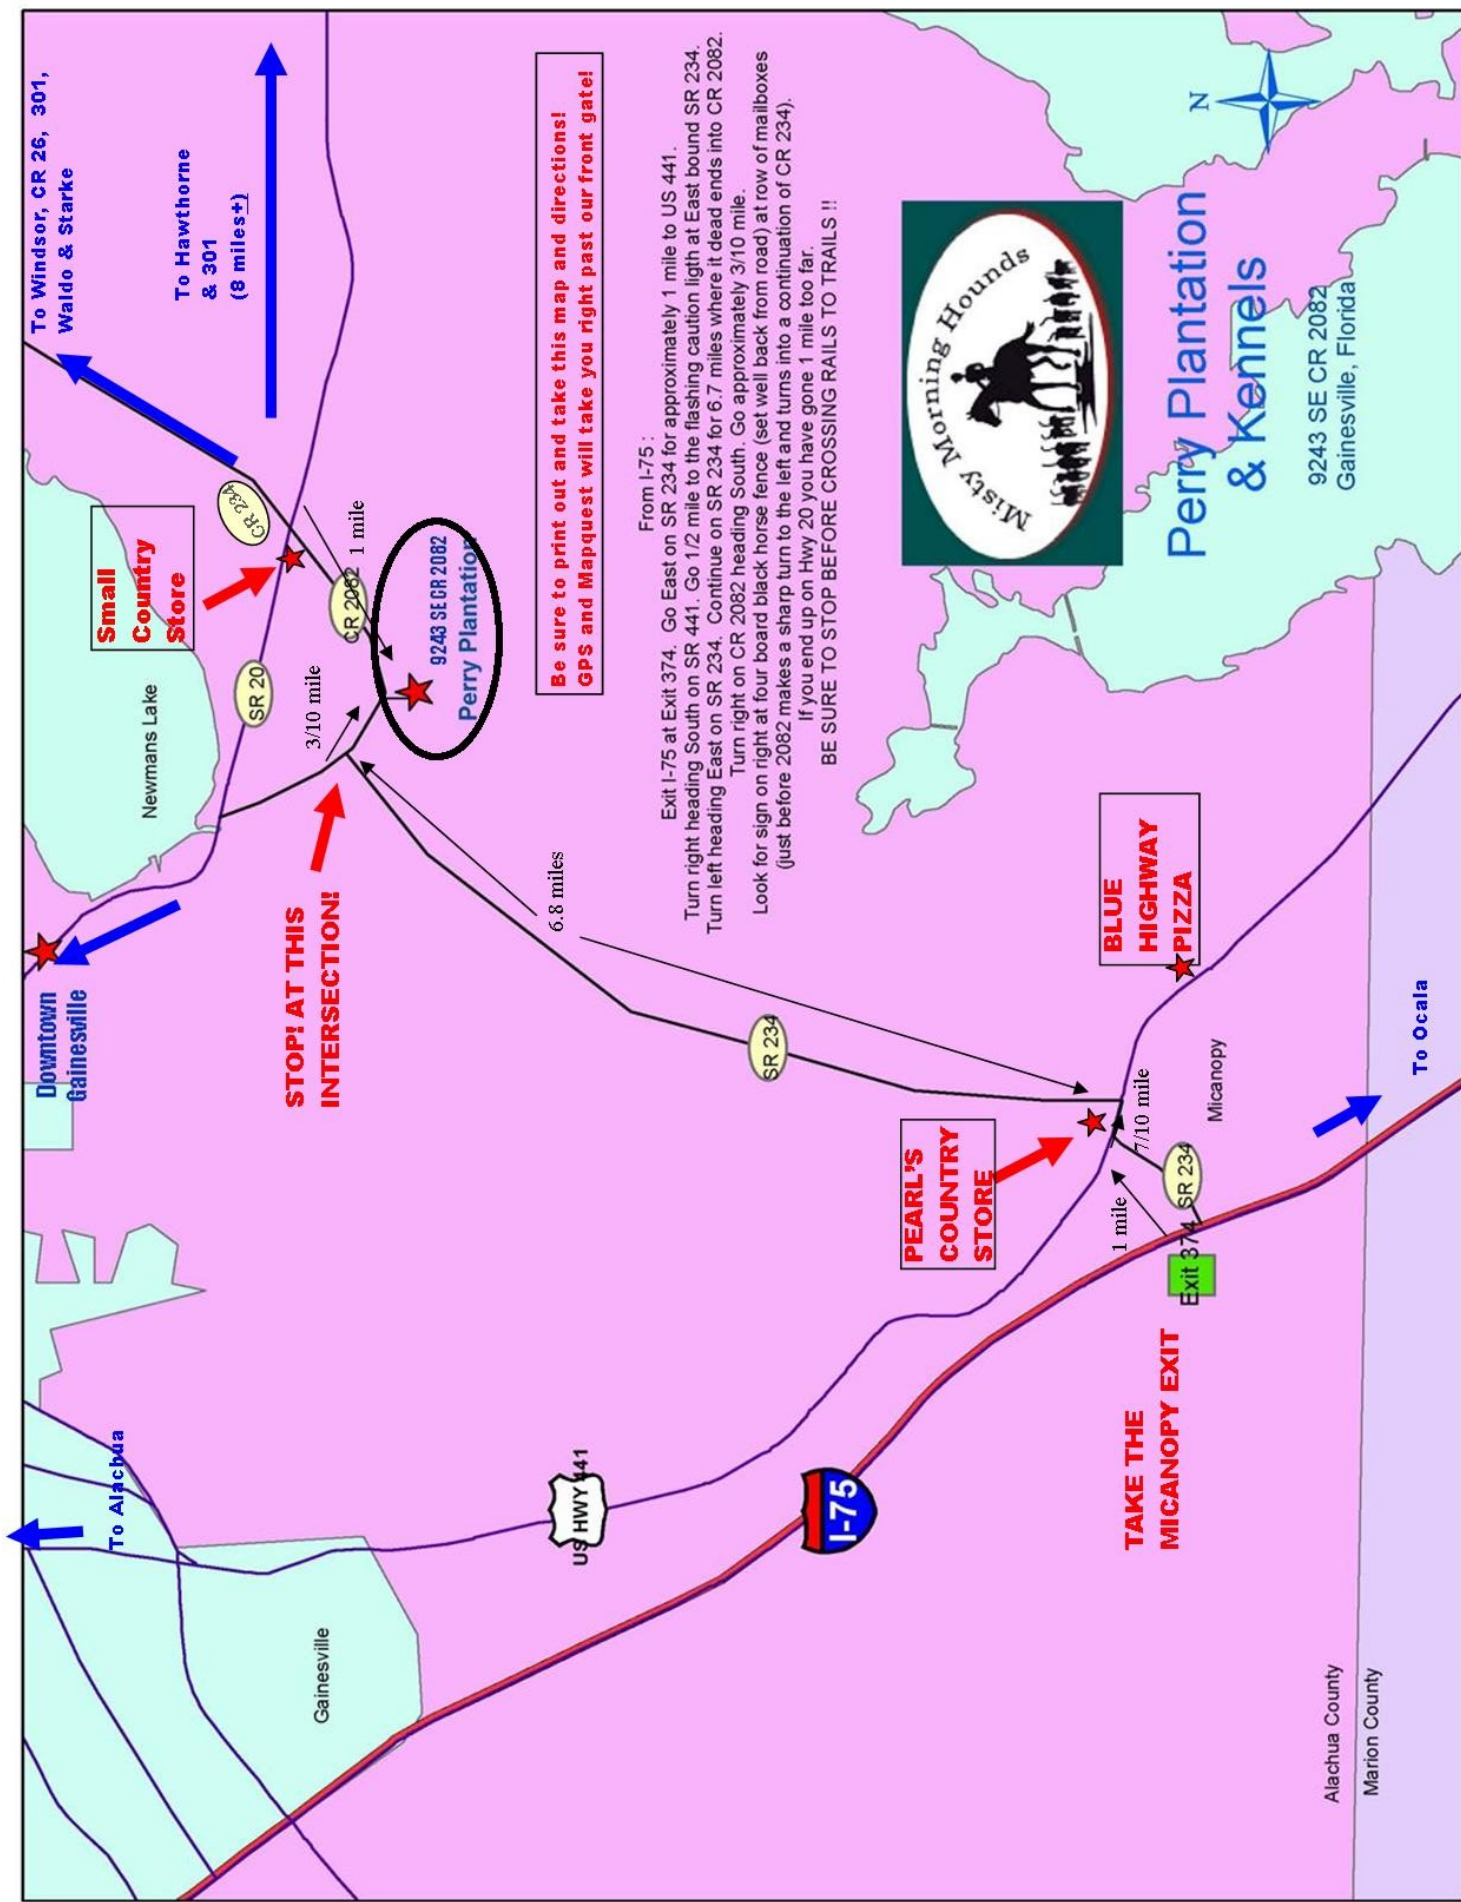 To Windsor, CR 26, 301,
Waldo & Starke
To Hawthorne
& 301
(8 miles+)
Small
Country
Store
CR 234
Newmans Lake
SR 20
3/10 mile
CR 2082
1 mile
9243 SE CR 2082
Perry Plantation
Downtown
Gainesville
STOP! AT THIS
INTERSECTION!
Be sure to print out and take this map and directions!
GPS and Mapquest will take you right past our front gate!
From I-75 :
Exit I-75 at Exit 374. Go East on SR 234 for approximately 1 mile to US 441.
Turn right heading South on SR 441. Go 1/2 mile to the flashing caution ligth at East bound SR 234.
Turn left heading East on SR 234. Continue on SR 234 for 6.7 miles where it dead ends into CR 2082.
Turn right on CR 2082 heading South. Go approximately 3/10 mile.
Look for sign on right at four board black horse fence (set well back from road) at row of mailboxes
(just before 2082 makes a sharp turn to the left and turns into a continuation of CR 234).
If you end up on Hwy 20 you have gone 1 mile too far.
BE SURE TO STOP BEFORE CROSSING RAILS TO TRAILS !!
6.8 miles
SR 234
To Alachua
Gainesville
US HWY 441
I-75
PEARL'S
COUNTRY
STORE
BLUE
HIGHWAY
PIZZA
1 mile
7/10 mile
SR 234
Micanopy
Exit 374
TAKE THE
MICANOPY EXIT
To Ocala
Alachua County
Marion County
Misty Morning Hounds
Perry Plantation
& Kennels
9243 SE CR 2082
Gainesville, Florida
N